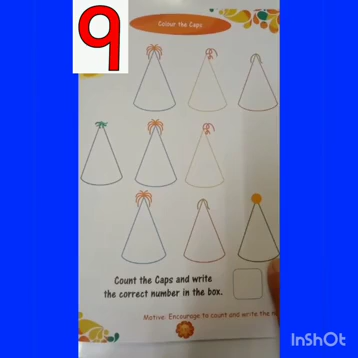 9
Colour the Caps
Count the Caps and write
the correct number in the box.
Motive: Encourage to count and write the
InShOt